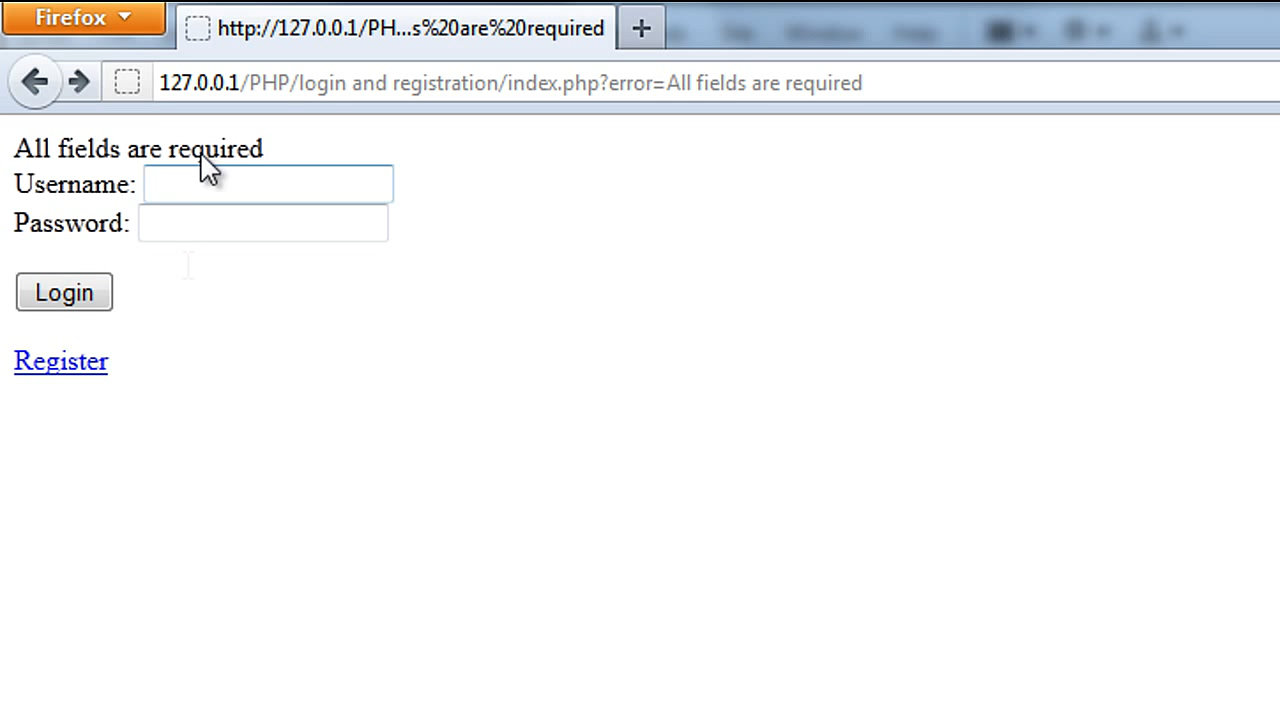 Firefox
http://127.0.0.1/PH...s%20are%20required
+
127.0.0.1/PHP/login and registration/index.php?error=All fields are required
All fields are required
Username:
Password:
Login
Register